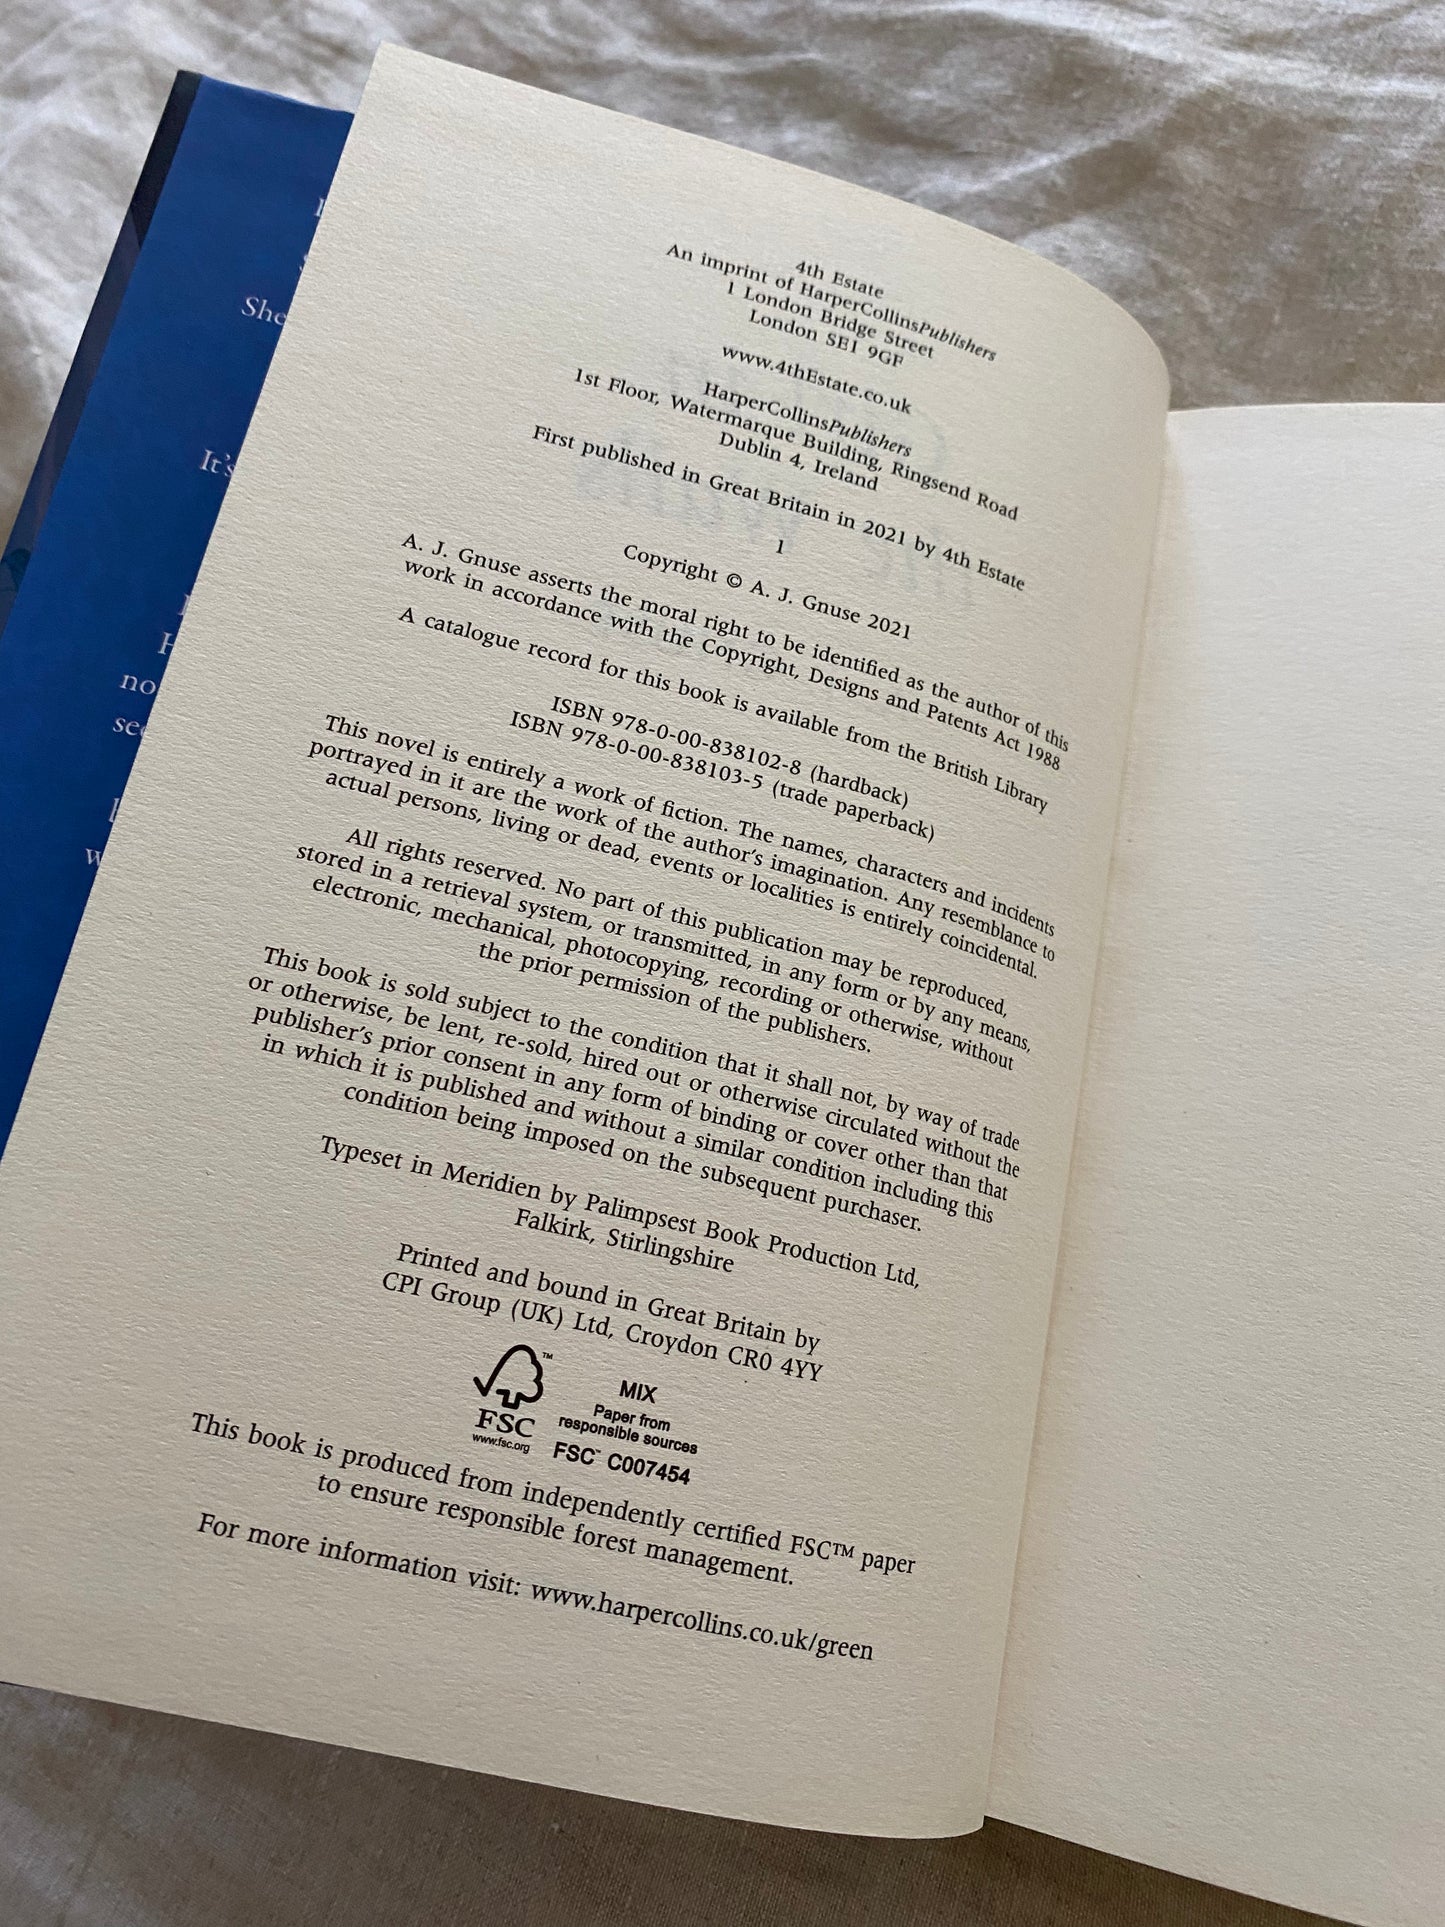 She
It's
no
4th Estate
An imprint of HarperCollinsPublishers
1 London Bridge Street
London SE1 9GF
www.4thEstate.co.uk
HarperCollinsPublishers
1st Floor, Watermarque Building, Ringsend Road
Dublin 4, Ireland
First published in Great Britain in 2021 by 4th Estate
1
Copyright © A. J. Gnuse 2021
A. J. Gnuse asserts the moral right to be identified as the author of this
work in accordance with the Copyright, Designs and Patents Act 1988
A catalogue record for this book is available from the British Library
ISBN 978-0-00-838102-8 (hardback)
ISBN 978-0-00-838103-5 (trade paperback)
This novel is entirely a work of fiction. The names, characters and incidents
portrayed in it are the work of the author's imagination. Any resemblance to
actual persons, living or dead, events or localities is entirely coincidental.
All rights reserved. No part of this publication may be reproduced,
stored in a retrieval system, or transmitted, in any form or by any means,
electronic, mechanical, photocopying, recording or otherwise, without
the prior permission of the publishers.
This book is sold subject to the condition that it shall not, by way of trade
or otherwise, be lent, re-sold, hired out or otherwise circulated without the
publisher's prior consent in any form of binding or cover other than that
in which it is published and without a similar condition including this
condition being imposed on the subsequent purchaser.
Typeset in Meridien by Palimpsest Book Production Ltd,
Falkirk, Stirlingshire
Printed and bound in Great Britain by
CPI Group (UK) Ltd, Croydon CR0 4YY
FSC
www.fsc.org
MIX
Paper from
responsible sources
FSC™ C007454
This book is produced from independently certified FSC™ paper
to ensure responsible forest management.
For more information visit: www.harpercollins.co.uk/green